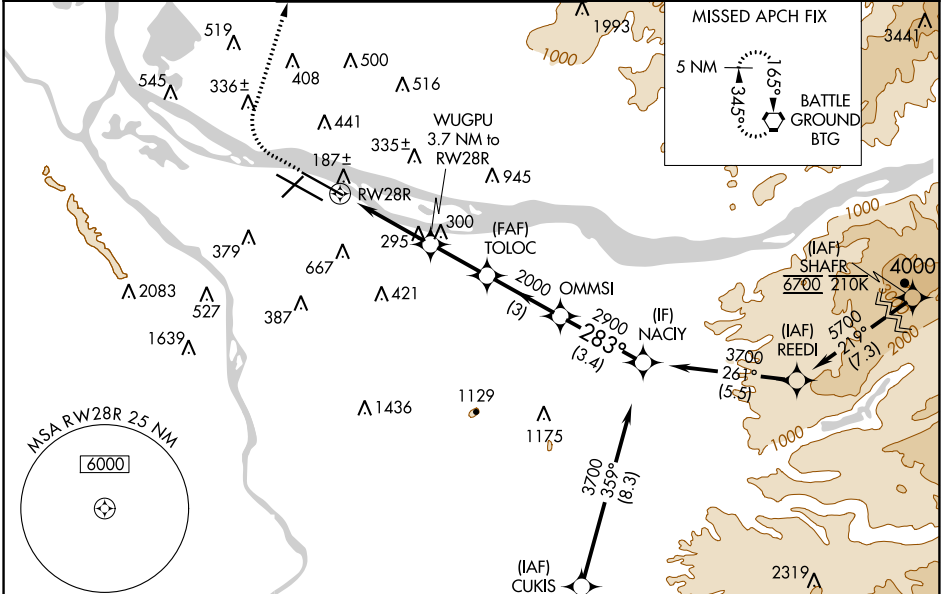 519
408
500
1993
1000
MISSED APCH FIX
3441
5 NM
165°
345°
BATTLE
GROUND
BTG
545
336±
516
441
WUGPU
3.7 NM to
RW28R
335±
187±
945
RW28R
1000
295
300
(FAF)
TOLOC
379
667
(IAF)
SHAFR
6700 210K
4000
2083
527
387
421
2000
(3)
OMMSI
2900
283°
(3.4)
(IF)
NACIY
5700
219°
(7.3)
2000
1639
(IAF)
REEDI
3700
261°
(5.5)
1436
1129
1175
1000
MSA RW28R 25 NM
6000
3700
359°
(8.3)
(IAF)
CUKIS
2319